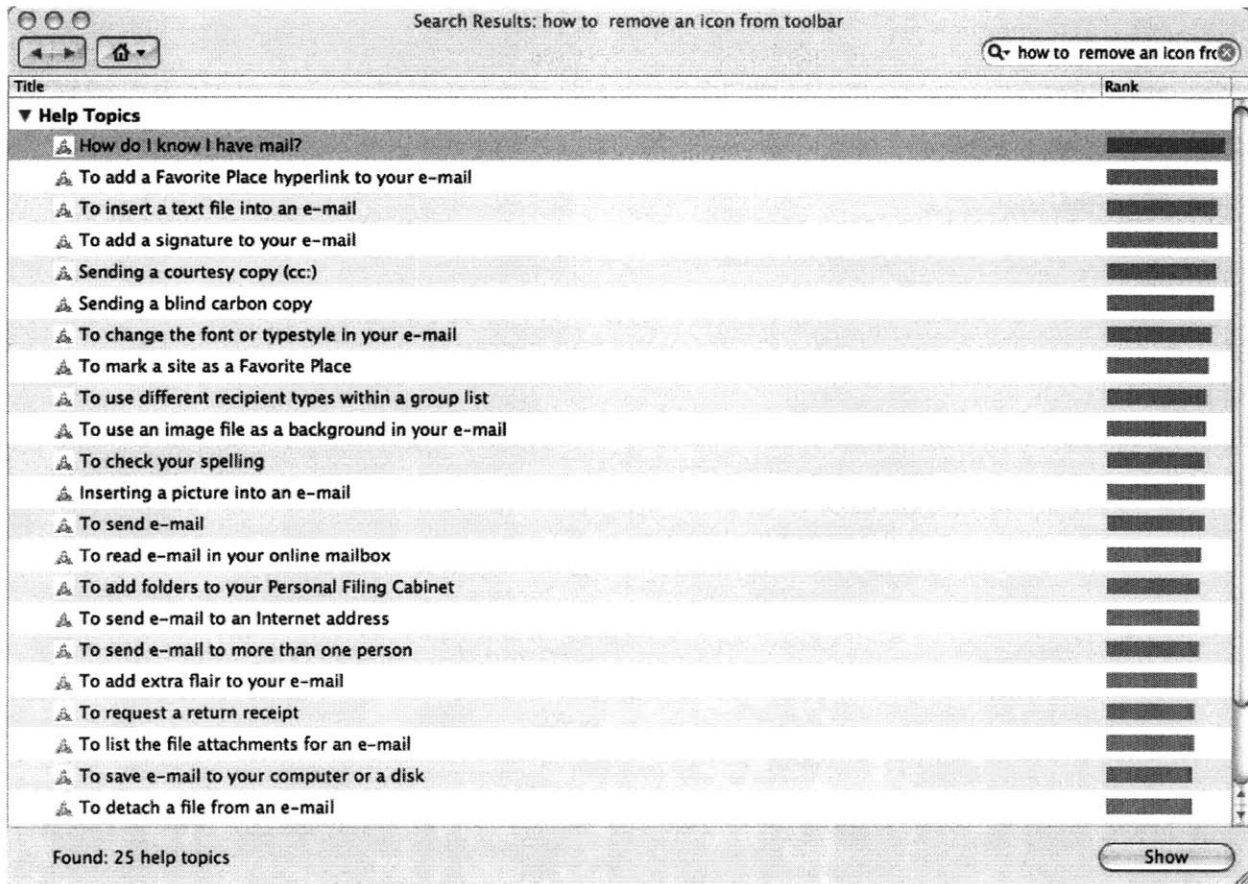 Search Results: how to  remove an icon from toolbar
how to  remove an icon frc
Title Rank
Help Topics
How do I know I have mail?
To add a Favorite Place hyperlink to your e-mail
To insert a text file into an e-mail
To add a signature to your e-mail
Sending a courtesy copy (cc:)
Sending a blind carbon copy
To change the font or typestyle in your e-mail
To mark a site as a Favorite Place
To use different recipient types within a group list
To use an image file as a background in your e-mail
To check your spelling
Inserting a picture into an e-mail
To send e-mail
To read e-mail in your online mailbox
To add folders to your Personal Filing Cabinet
To send e-mail to an Internet address
To send e-mail to more than one person
To add extra flair to your e-mail
To request a return receipt
To list the file attachments for an e-mail
To save e-mail to your computer or a disk
To detach a file from an e-mail
Found: 25 help topics Show